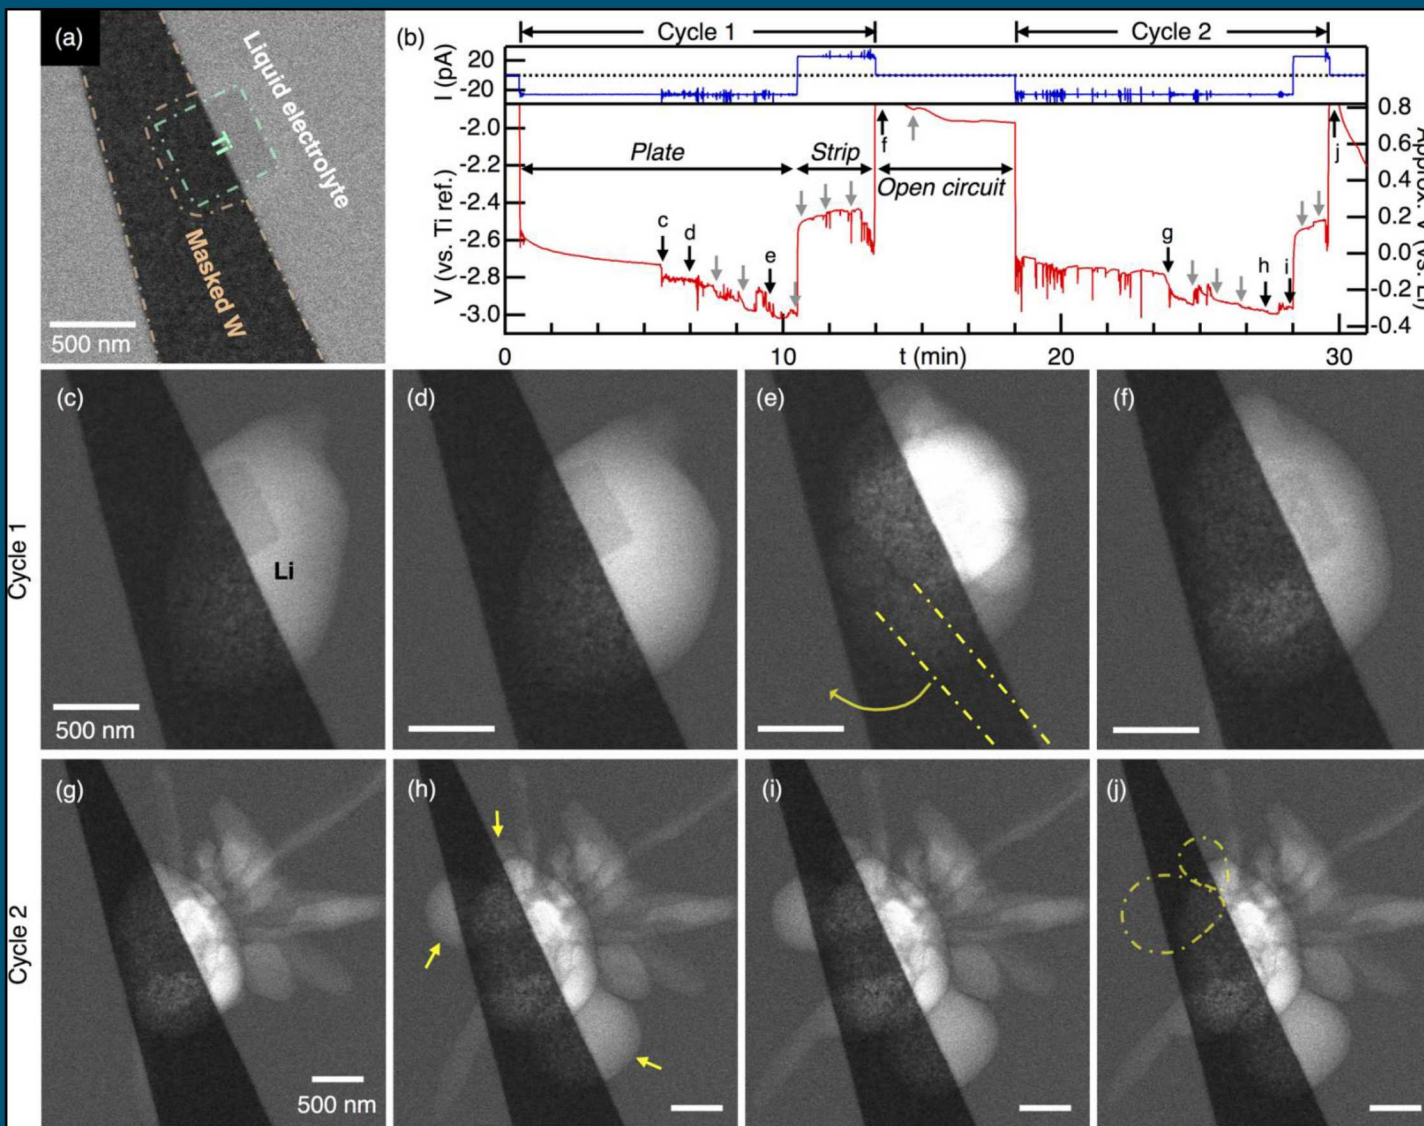 (a)
Liquid electrolyte
Ti
Masked W
500 nm
(b)
Cycle 1
Cycle 2
I (pA)
20
-20
V (vs. Ti ref.)
-2.0
-2.2
-2.4
-2.6
-2.8
-3.0
Plate
Strip
Open circuit
c
d
e
f
g
h
i
j
0.8
0.6
0.4
0.2
0.0
-0.2
-0.4
0
10
t (min)
20
30
Cycle 1
(c)
Li
500 nm
(d)
(e)
(f)
Cycle 2
(g)
500 nm
(h)
(i)
(j)